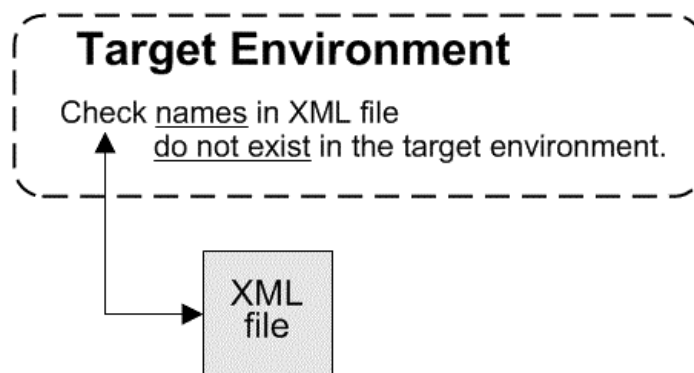 Target Environment
Check names in XML file
do not exist in the target environment.
XML
file